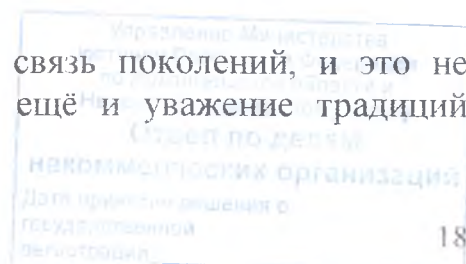 Управление Министерства
связь поколений, и это не
ещё и уважение традиций
Отдел по делам
некоммерческих организаций
Дата принятия решения о
государственной
регистрации
18